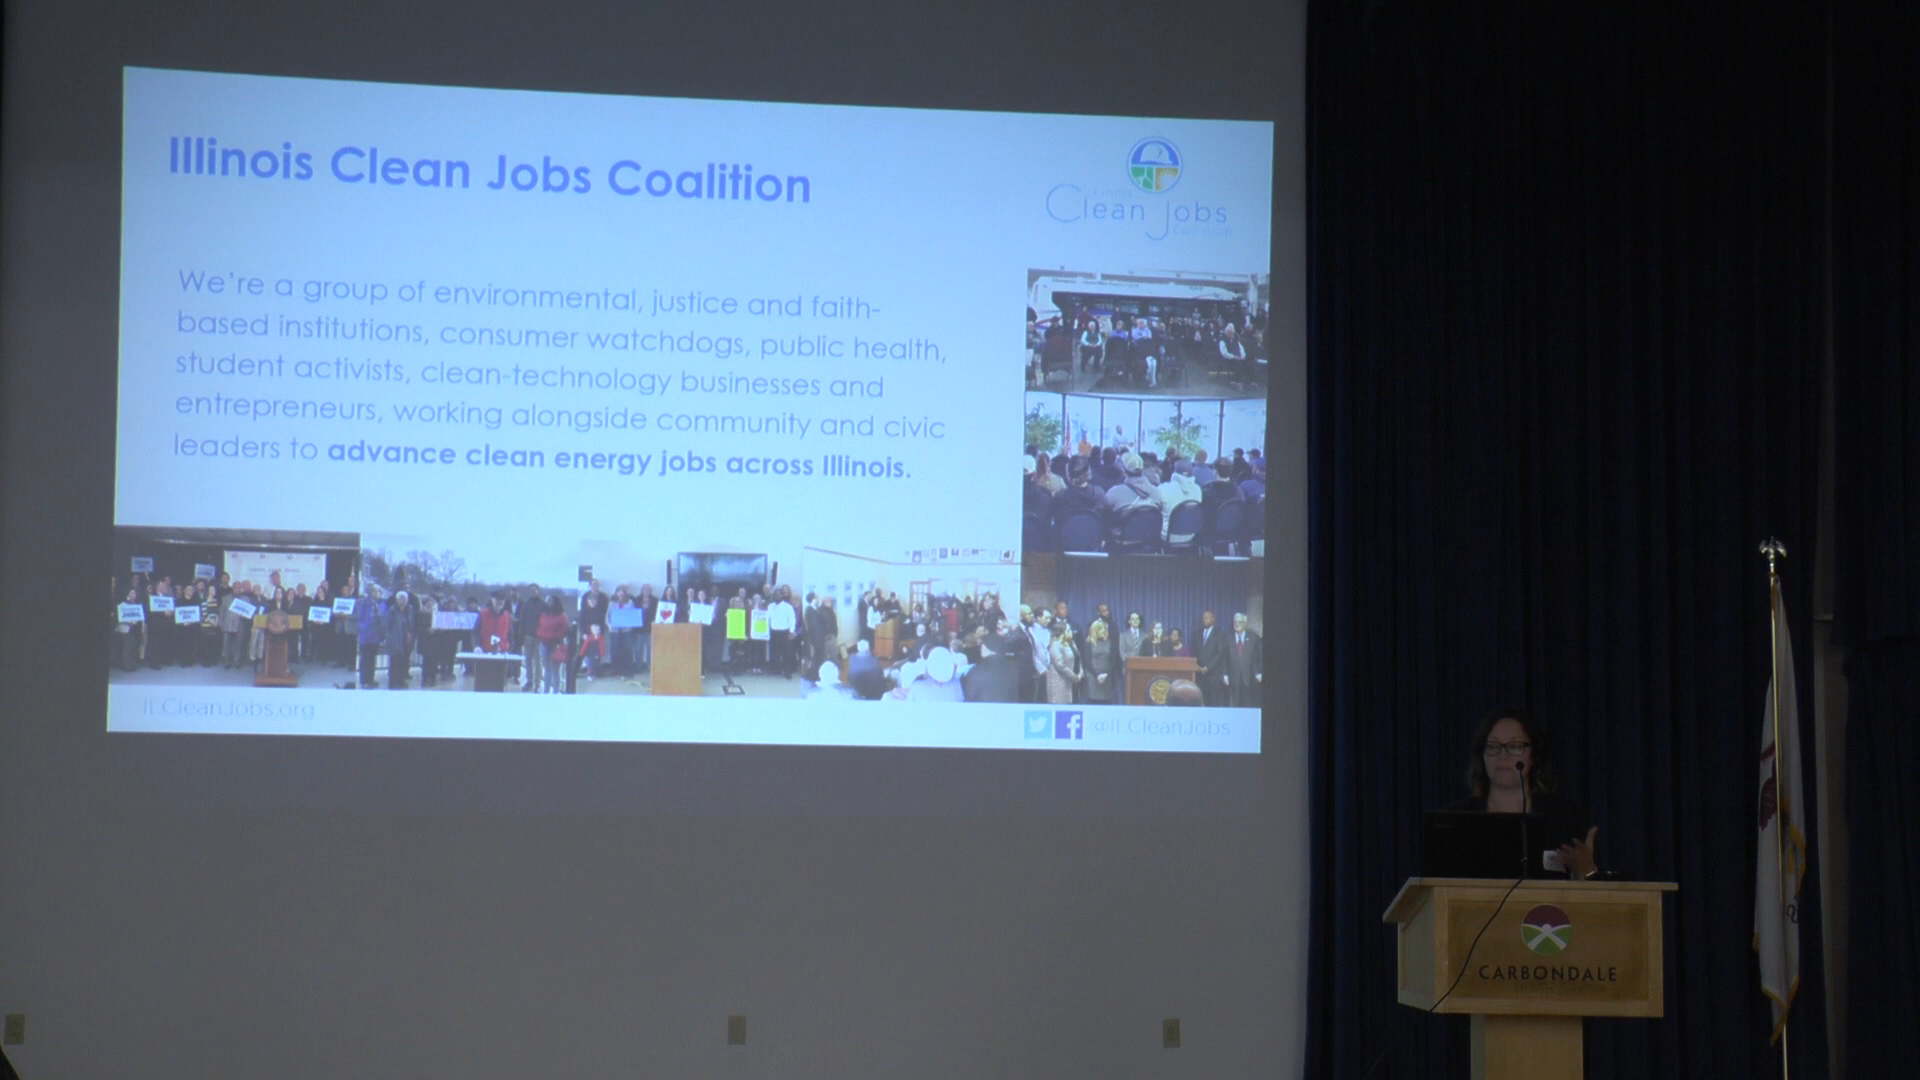 Illinois Clean Jobs Coalition
Illinois
Clean Jobs
Coalition
We're a group of environmental, justice and faith-
based institutions, consumer watchdogs, public health,
student activists, clean-technology businesses and
entrepreneurs, working alongside community and civic
leaders to advance clean energy jobs across Illinois.
ILCleanJobs.org
@ILCleanJobs
CARBONDALE